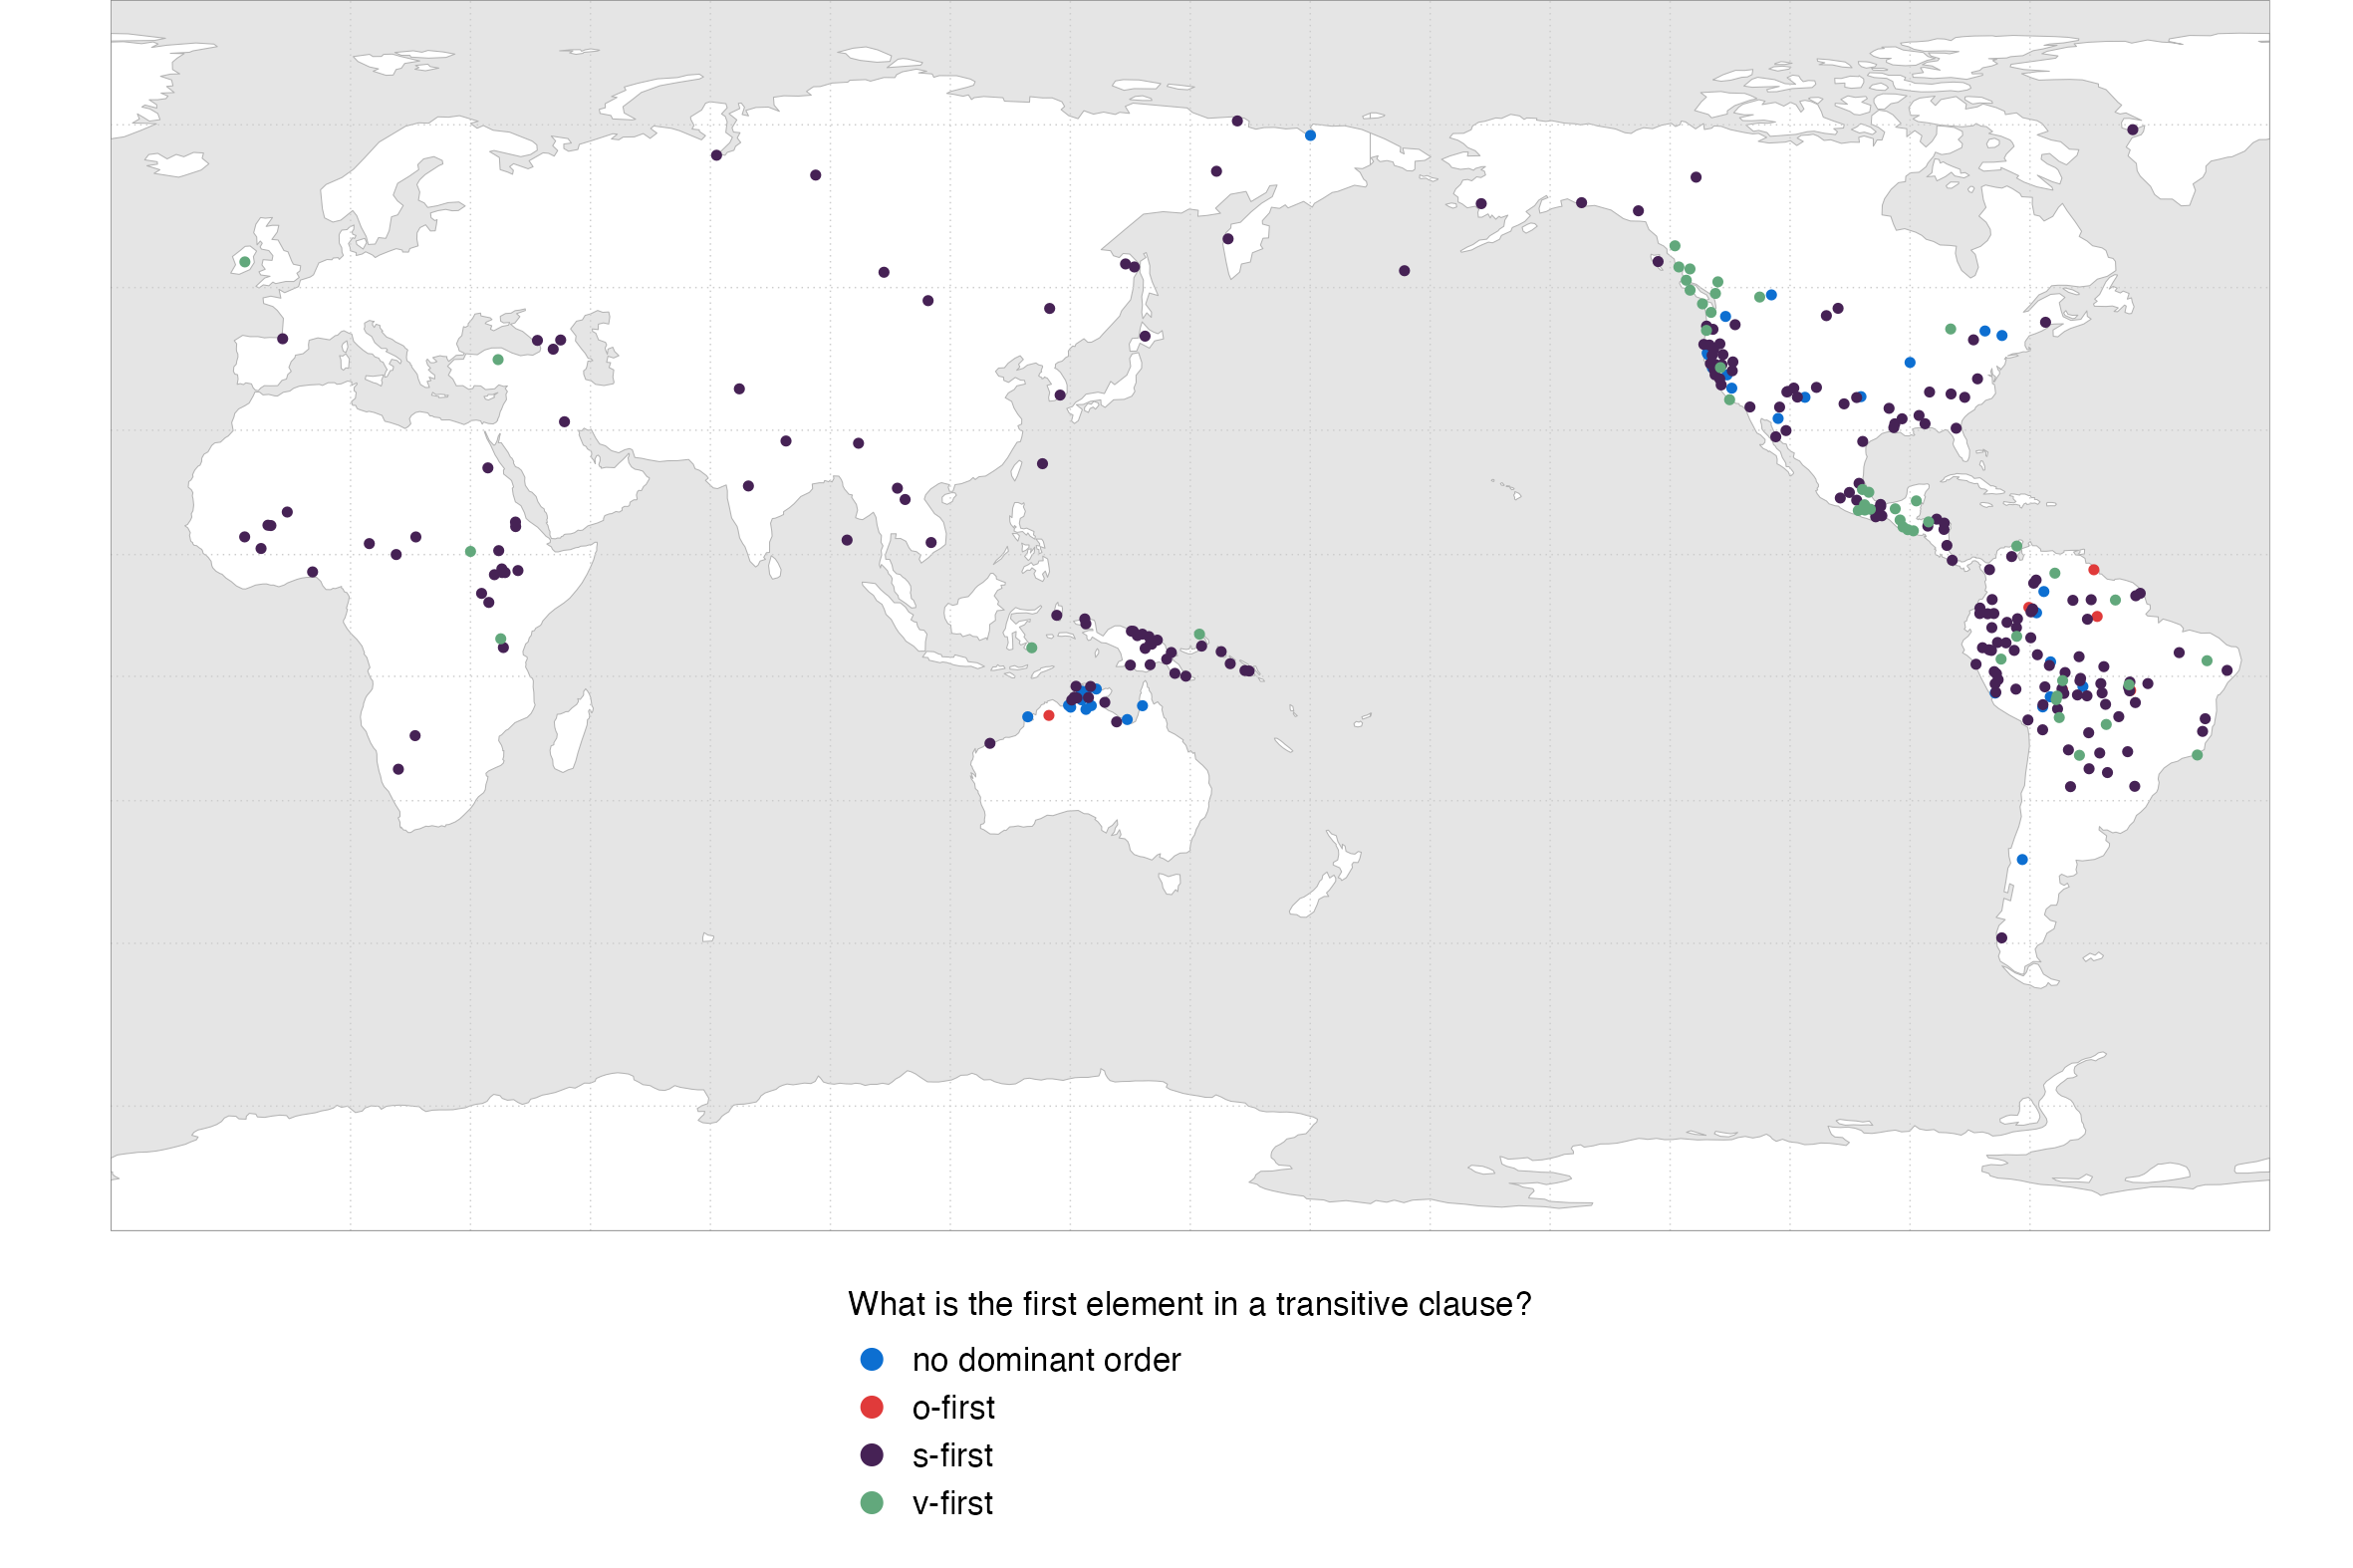 What is the first element in a transitive clause?
no dominant order
o-first
s-first
v-first